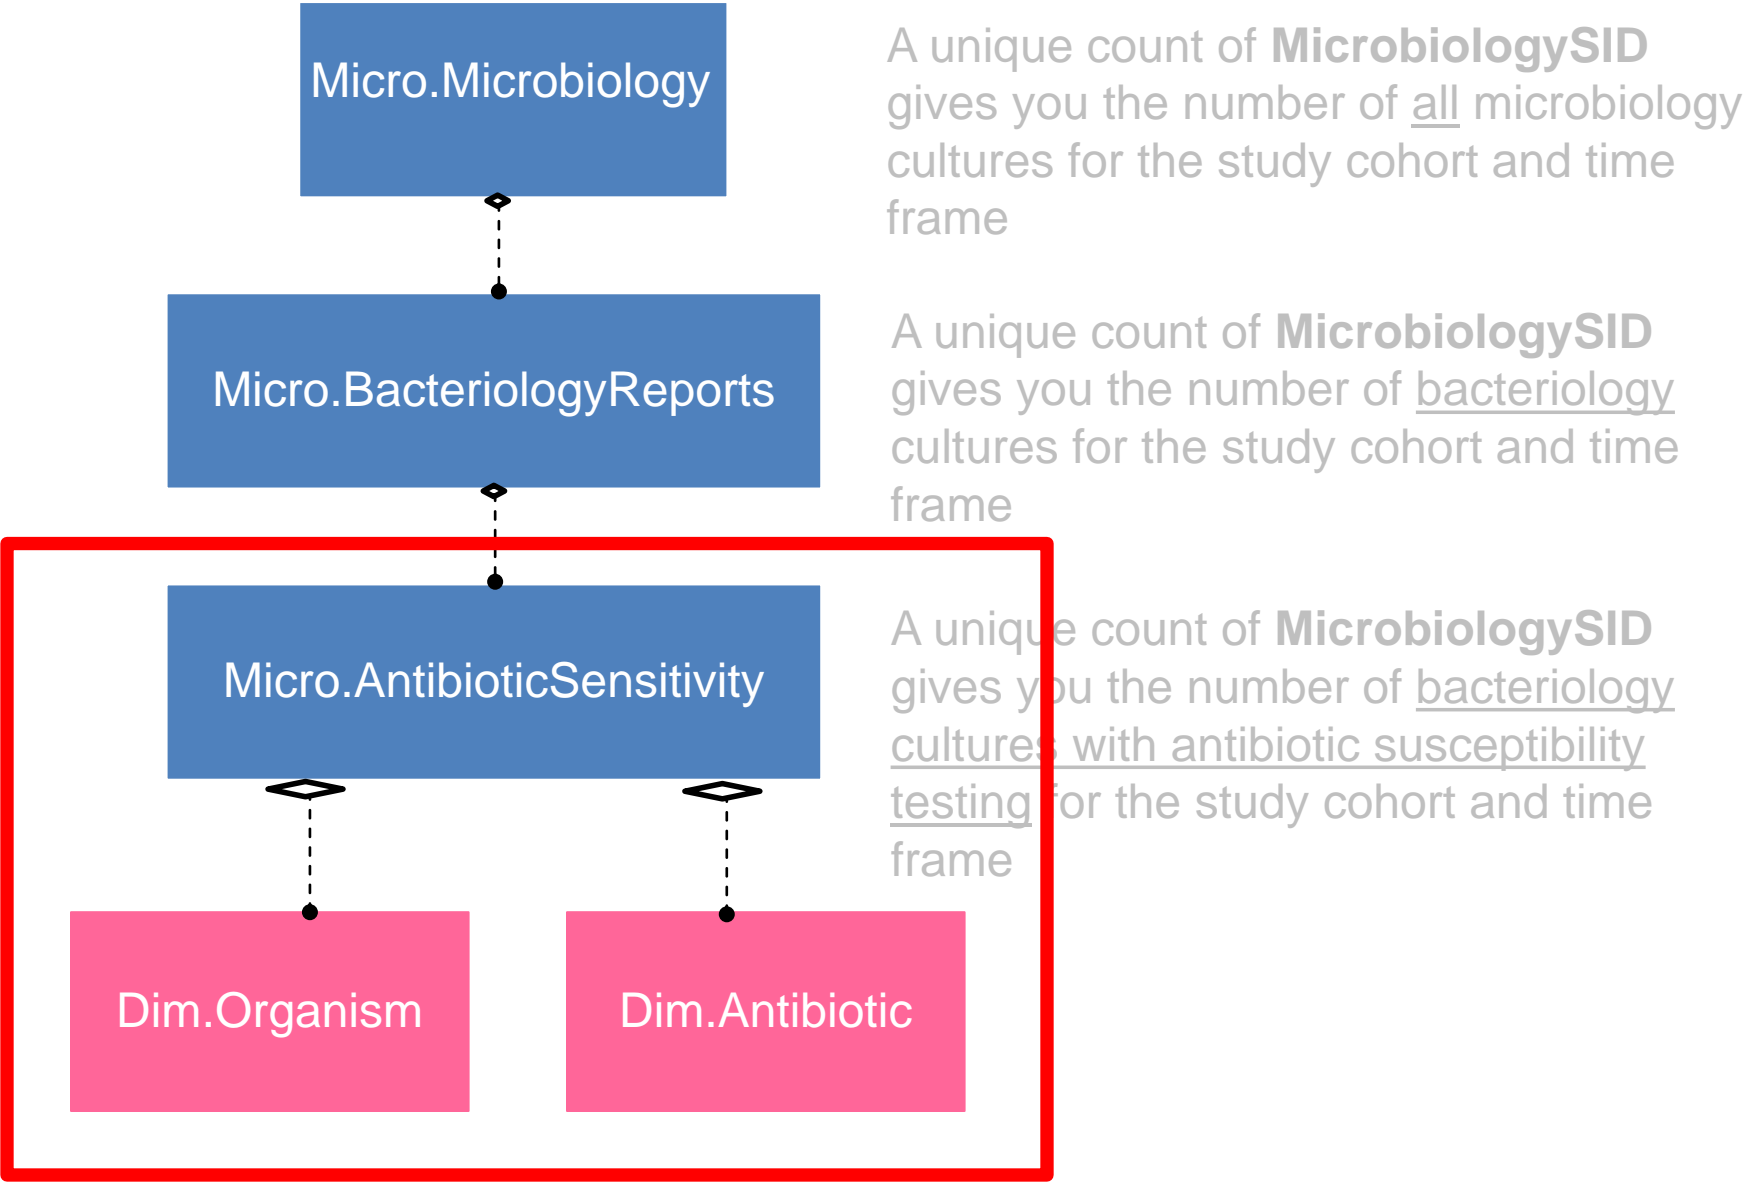 Micro.Microbiology
A unique count of MicrobiologySID
gives you the number of all microbiology
cultures for the study cohort and time
frame
Micro.BacteriologyReports
A unique count of MicrobiologySID
gives you the number of bacteriology
cultures for the study cohort and time
frame
Micro.AntibioticSensitivity
A unique count of MicrobiologySID
gives you the number of bacteriology
cultures with antibiotic susceptibility
testing for the study cohort and time
frame
Dim.Organism
Dim.Antibiotic